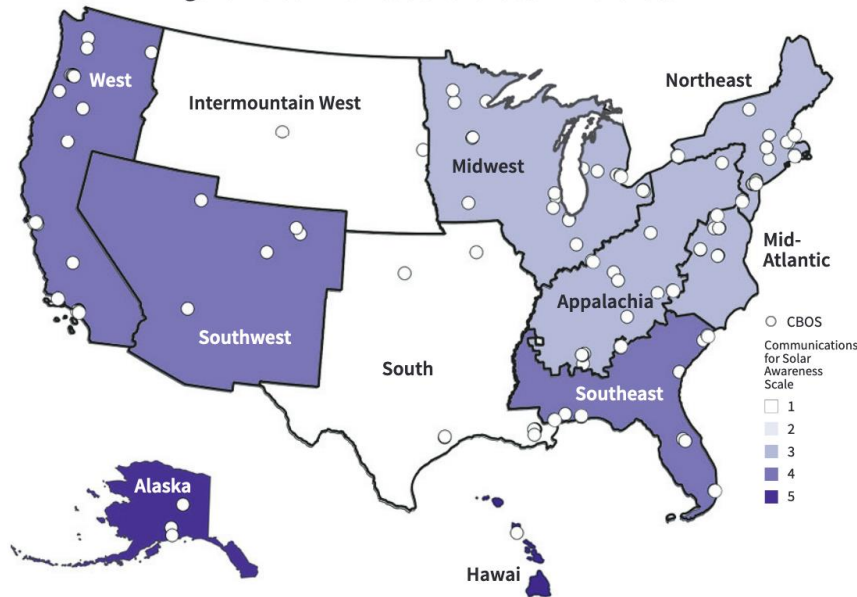 West
Intermountain West
Northeast
Midwest
Mid-
Atlantic
Appalachia
Southwest
South
Southeast
Alaska
Hawai
CBOS
Communications
for Solar
Awareness
Scale
1
2
3
4
5